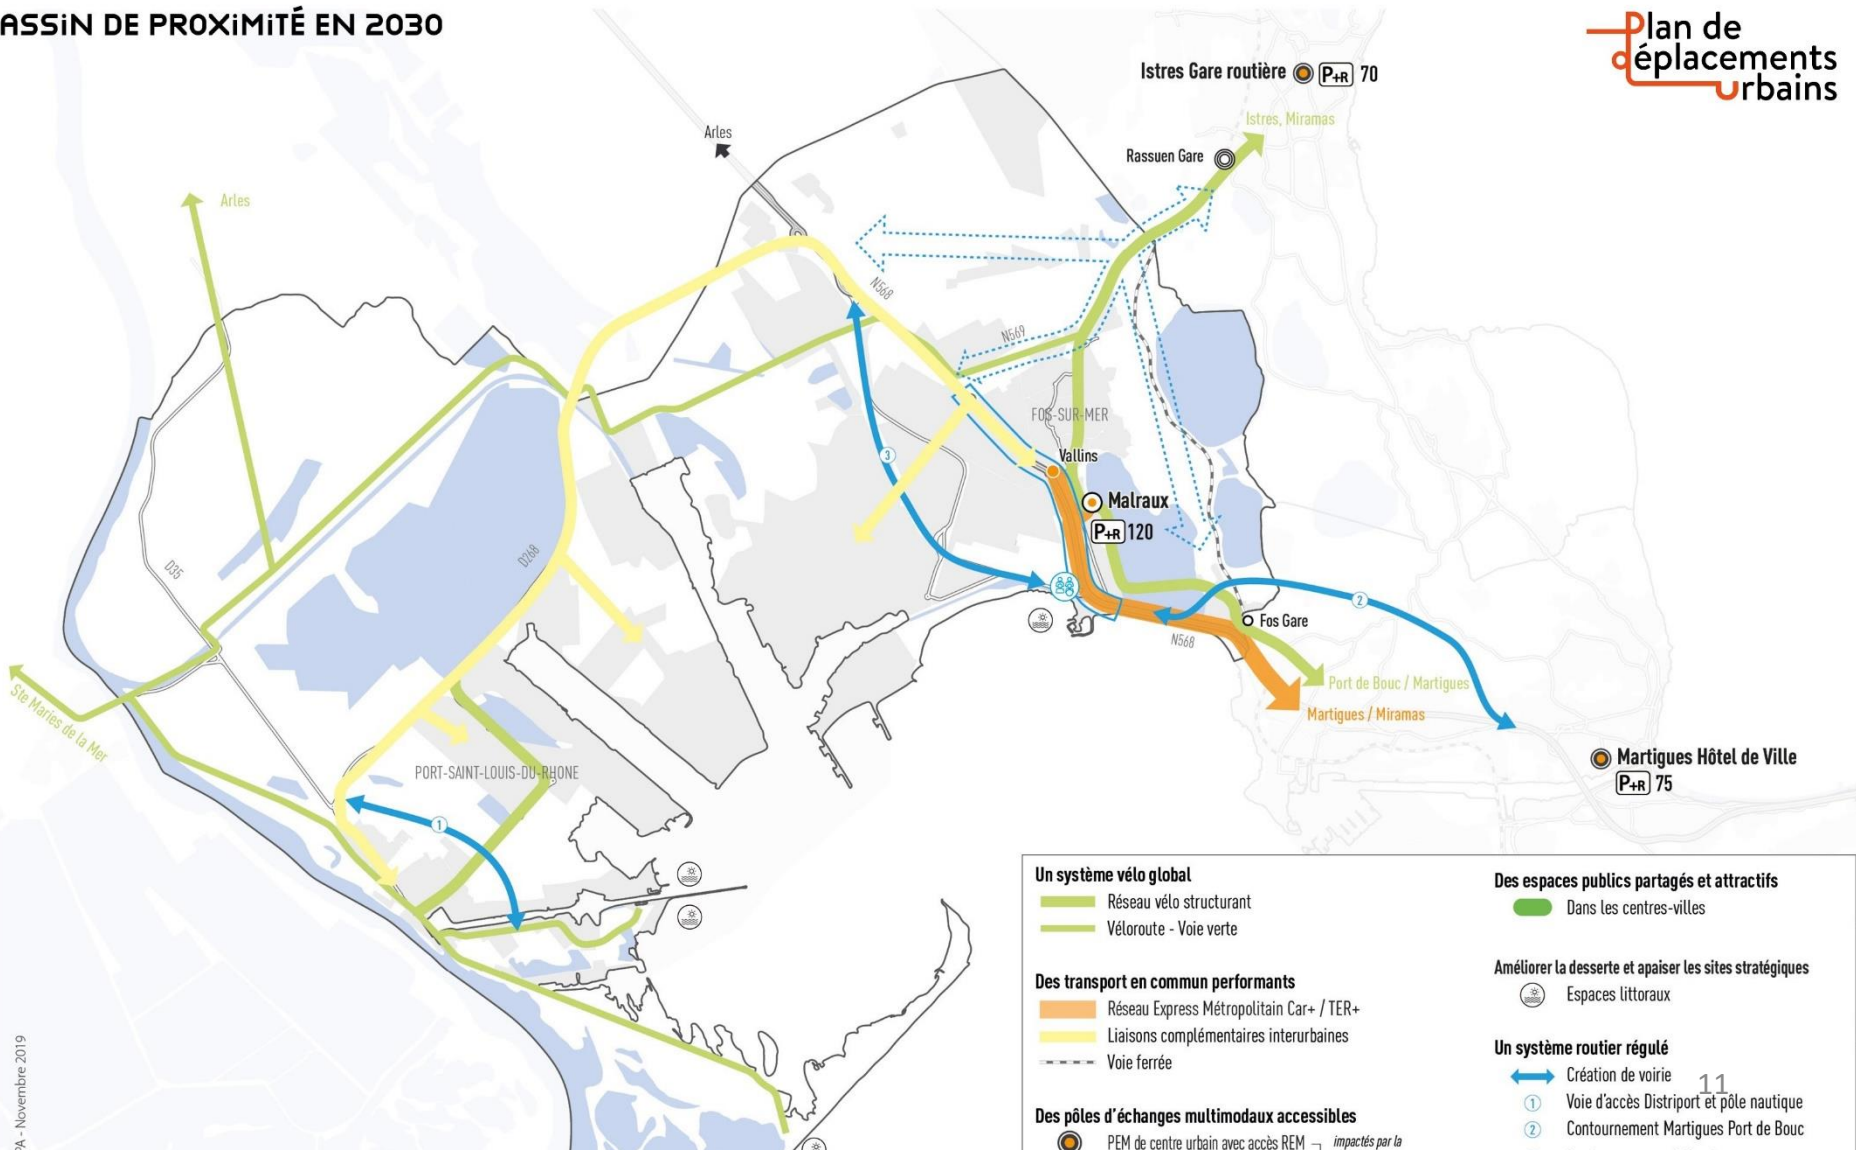 ASSiN DE PROXiMiTÉ EN 2030
Plan de
déplacements
urbains
Istres Gare routière P+R 70
Istres, Miramas
Arles
Rassuen Gare
Arles
N568
N569
FOS-SUR-MER
Vallins
Malraux
P+R 120
3
D35
D268
2
Fos Gare
N568
Port de Bouc / Martigues
Ste Maries de la Mer
Martigues / Miramas
Martigues Hôtel de Ville
P+R 75
PORT-SAINT-LOUIS-DU-RHONE
1
Un système vélo global
Réseau vélo structurant
Véloroute - Voie verte
Des transport en commun performants
Réseau Express Métropolitain Car+ / TER+
Liaisons complémentaires interurbaines
Voie ferrée
Des pôles d'échanges multimodaux accessibles
PEM de centre urbain avec accès REM impactés par la
Des espaces publics partagés et attractifs
Dans les centres-villes
Améliorer la desserte et apaiser les sites stratégiques
Espaces littoraux
Un système routier régulé
Création de voirie
11
1 Voie d'accès Distriport et pôle nautique
2 Contournement Martigues Port de Bouc
PA - Novembre 2019